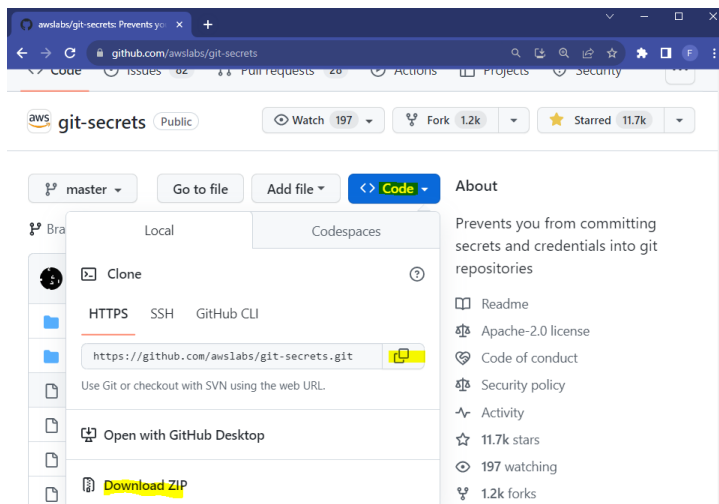 awslabs/git-secrets: Prevents yo
github.com/awslabs/git-secrets
F
Code Issues 82 Pull requests 28 Actions Projects Security
aws git-secrets Public Watch 197 Fork 1.2k Starred 11.7k
master Go to file Add file <> Code
About
Bra
Local Codespaces
Prevents you from committing
secrets and credentials into git
repositories
Clone
HTTPS SSH GitHub CLI
https://github.com/awslabs/git-secrets.git
Use Git or checkout with SVN using the web URL.
Open with GitHub Desktop
Download ZIP
Readme
Apache-2.0 license
Code of conduct
Security policy
Activity
11.7k stars
197 watching
1.2k forks